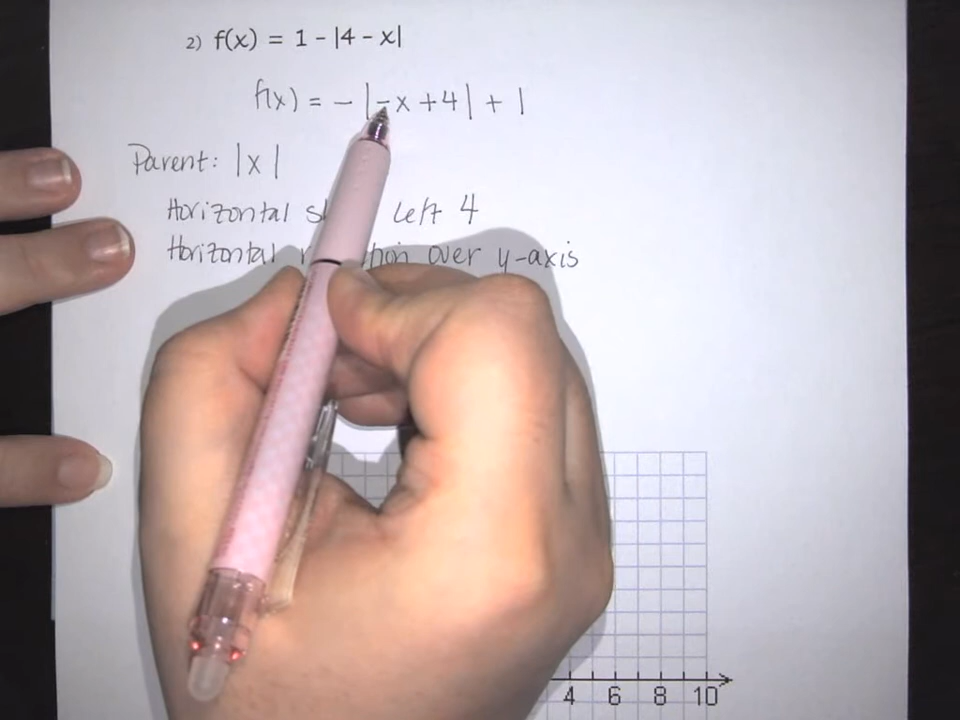 2) f(x) = 1 - |4 - x|
f(x) = - |-x + 4| + 1
Parent: |x|
Horizontal Left 4
Horizontal over y-axis
4 6 8 10